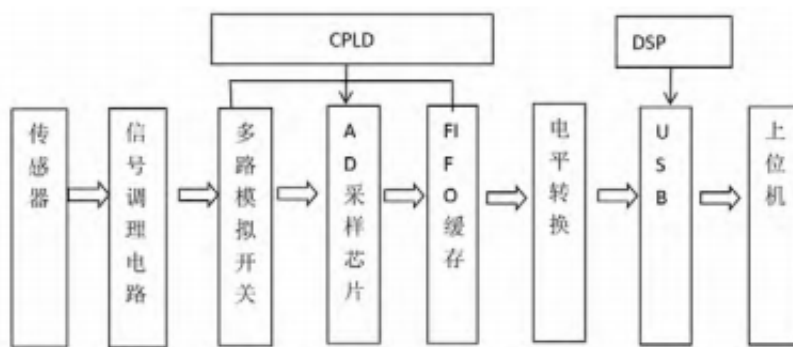 CPLD
DSP
传感器
信号调理电路
多路模拟开关
AD采样芯片
FIFO缓存
电平转换
USB
上位机